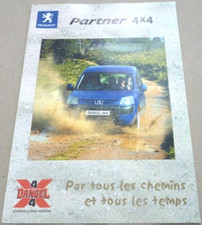 Partner 4x4
PEUGEOT
DANGEL 4X4
4
DANGEL
4
Par tous les chemins
et tous les temps